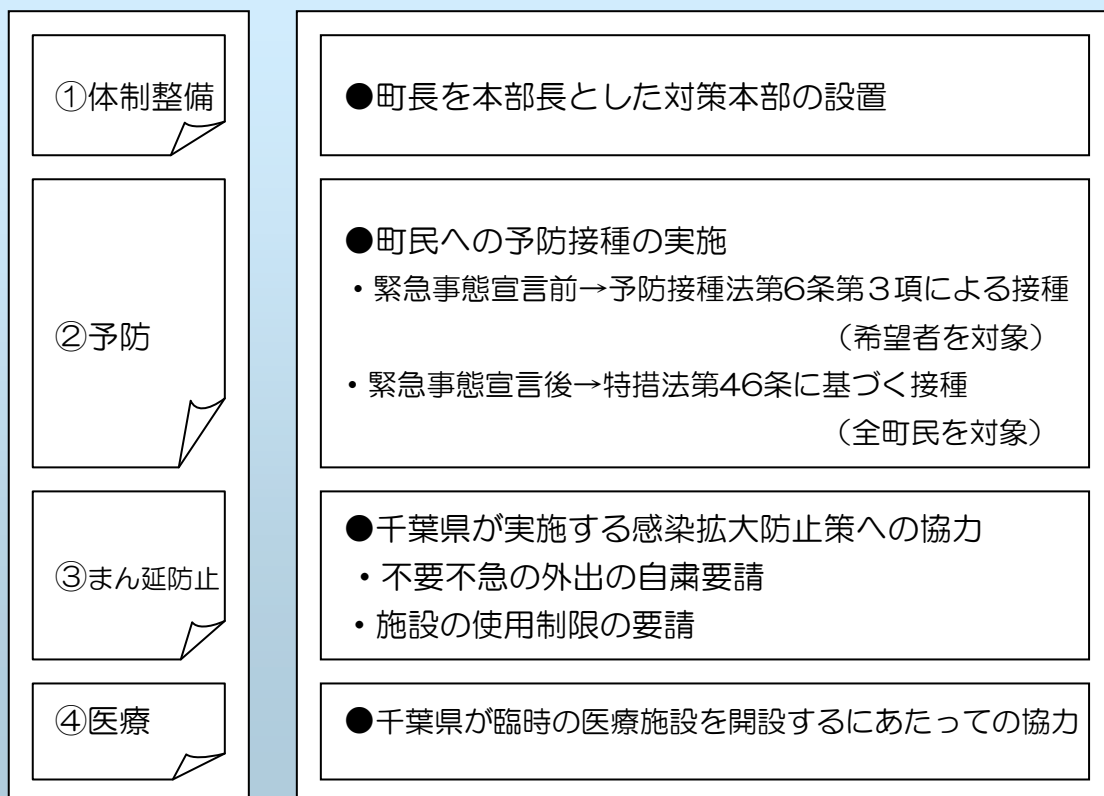 ①体制整備
●町長を本部長とした対策本部の設置
②予防
●町民への予防接種の実施
・緊急事態宣言前→予防接種法第6条第３項による接種
（希望者を対象）
・緊急事態宣言後→特措法第46条に基づく接種
（全町民を対象）
③まん延防止
●千葉県が実施する感染拡大防止策への協力
・不要不急の外出の自粛要請
・施設の使用制限の要請
④医療
●千葉県が臨時の医療施設を開設するにあたっての協力